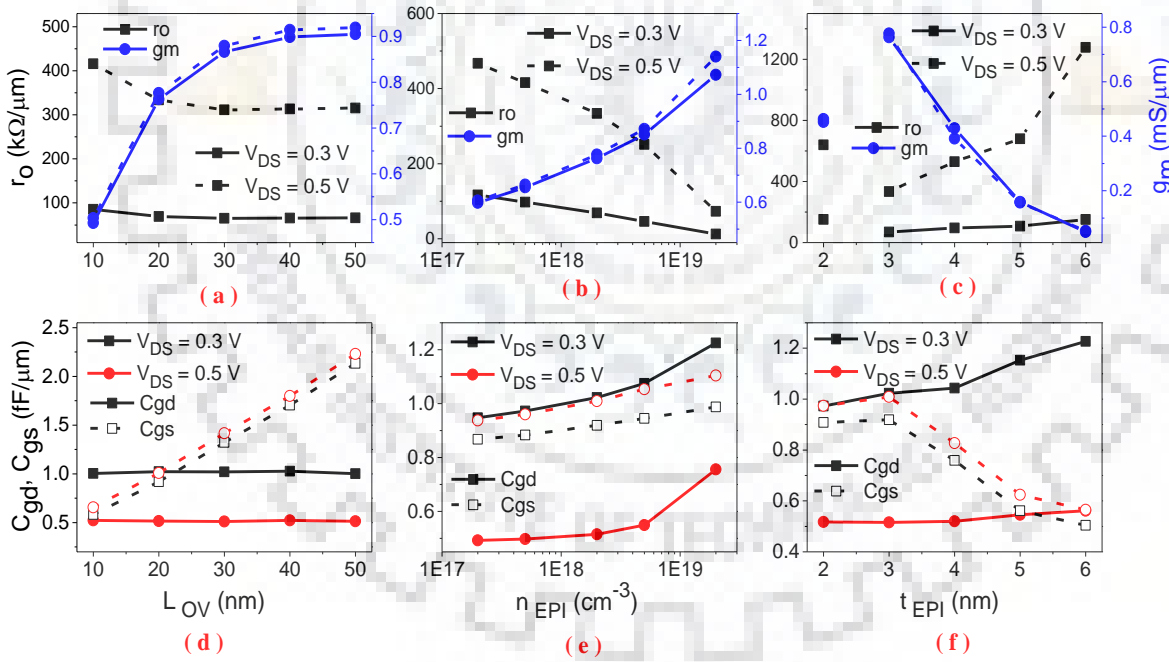 500
450
400
350
300
250
200
150
100
r_O (kΩ/μm)
ro
gm
V_DS = 0.3 V
V_DS = 0.5 V
0.9
0.8
0.7
0.6
0.5
10 20 30 40 50
( a )
600
400
200
0
V_DS = 0.3 V
V_DS = 0.5 V
ro
gm
1.2
1.0
0.8
0.6
1E17 1E18 1E19
( b )
1200
800
400
0
V_DS = 0.3 V
V_DS = 0.5 V
ro
gm
0.8
0.6
0.4
0.2
g_m (mS/μm)
2 3 4 5 6
( c )
2.5
2.0
1.5
1.0
0.5
Cgd, Cgs (fF/μm)
V_DS = 0.3 V
V_DS = 0.5 V
Cgd
Cgs
10 20 30 40 50
L_OV (nm)
( d )
1.2
1.0
0.8
0.6
V_DS = 0.3 V
V_DS = 0.5 V
Cgd
Cgs
1E17 1E18 1E19
n_EPI (cm⁻³)
( e )
1.2
1.0
0.8
0.6
0.4
V_DS = 0.3 V
V_DS = 0.5 V
Cgd
Cgs
2 3 4 5 6
t_EPI (nm)
( f )